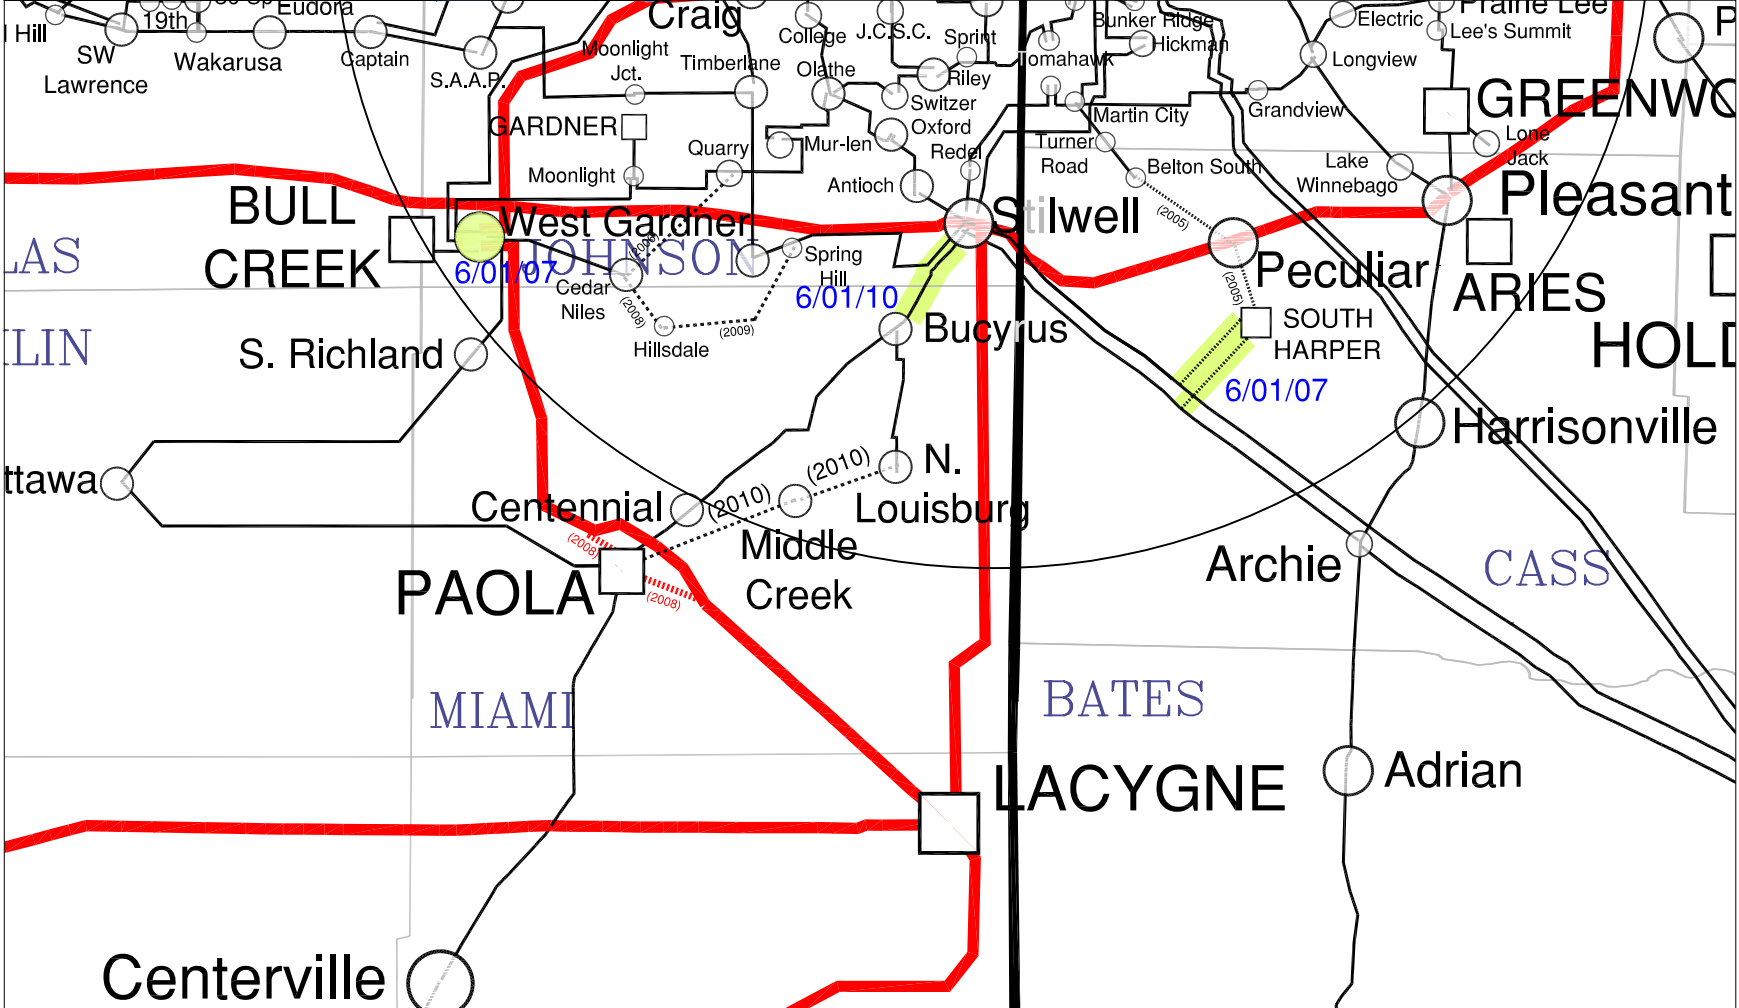 Craig
Eudora
19th
Hill
SW
Lawrence
Wakarusa
Captain
S.A.A.P.
Moonlight
Jct.
Timberlane
College
J.C.S.C.
Sprint
Olathe
Riley
Switzer
Oxford
Redel
Tomahawk
Bunker Ridge
Hickman
Electric
Prairie Lee
Lee's Summit
Longview
Grandview
Martin City
GREENWO
Lone
Jack
GARDNER
Quarry
Mur-len
Moonlight
Antioch
Turner
Road
Belton South
Lake
Winnebago
Pleasant
BULL
CREEK
West Gardner
6/01/07
JOHNSON
LAS
Stilwell
(2005)
Peculiar
(2005)
ARIES
Spring
Hill
Cedar
Niles
(2008)
6/01/10
Bucyrus
SOUTH
HARPER
6/01/07
HOLD
LIN
S. Richland
Hillsdale
(2009)
Harrisonville
ttawa
Centennial
(2010)
(2010)
N.
Louisburg
(2008)
Middle
Creek
Archie
CASS
PAOLA
(2008)
MIAMI
BATES
LACYGNE
Adrian
Centerville